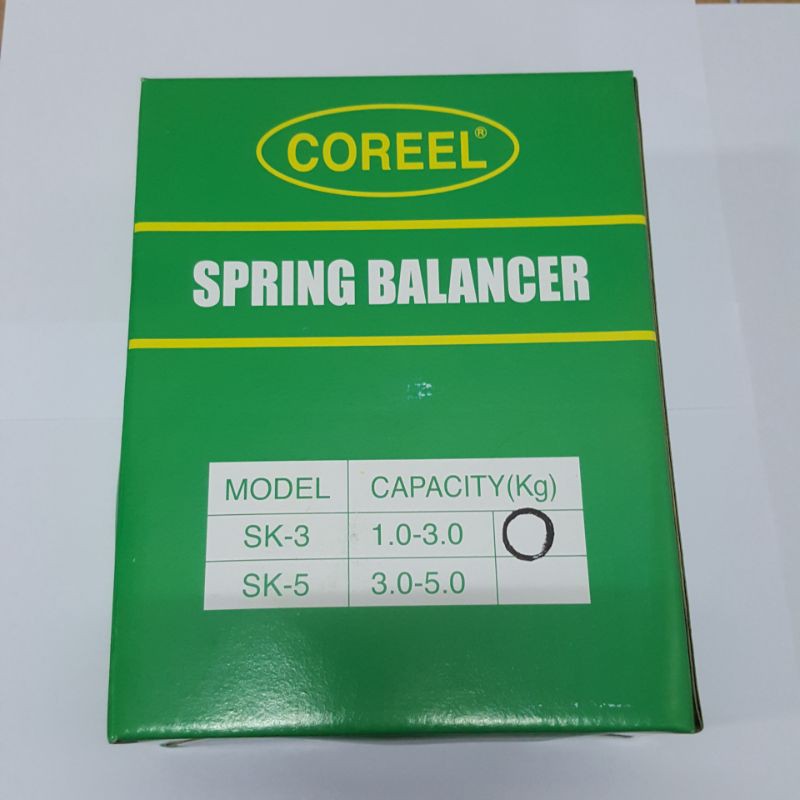 COREEL®
SPRING BALANCER
MODEL CAPACITY(Kg)
SK-3 1.0-3.0
SK-5 3.0-5.0